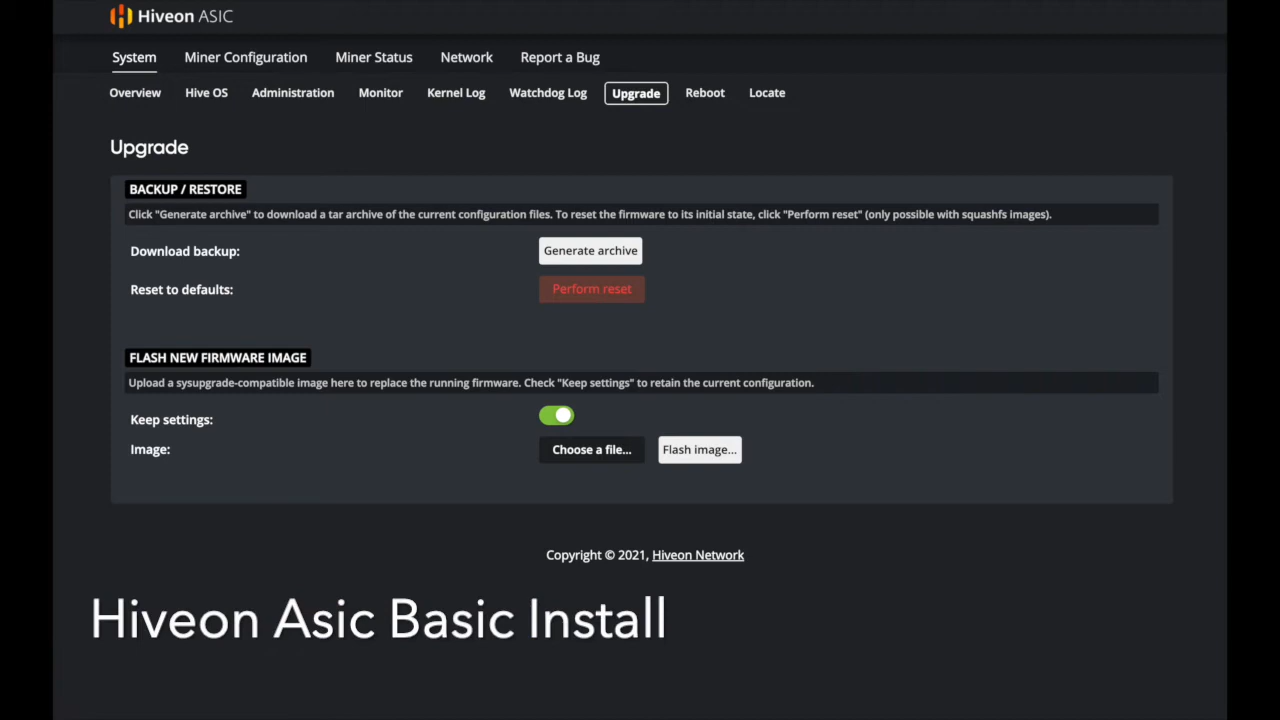 Hiveon ASIC
System Miner Configuration Miner Status Network Report a Bug
Overview Hive OS Administration Monitor Kernel Log Watchdog Log Upgrade Reboot Locate
Upgrade
BACKUP / RESTORE
Click "Generate archive" to download a tar archive of the current configuration files. To reset the firmware to its initial state, click "Perform reset" (only possible with squashfs images).
Download backup: Generate archive
Reset to defaults: Perform reset
FLASH NEW FIRMWARE IMAGE
Upload a sysupgrade-compatible image here to replace the running firmware. Check "Keep settings" to retain the current configuration.
Keep settings:
Image: Choose a file... Flash image...
Copyright © 2021, Hiveon Network
Hiveon Asic Basic Install